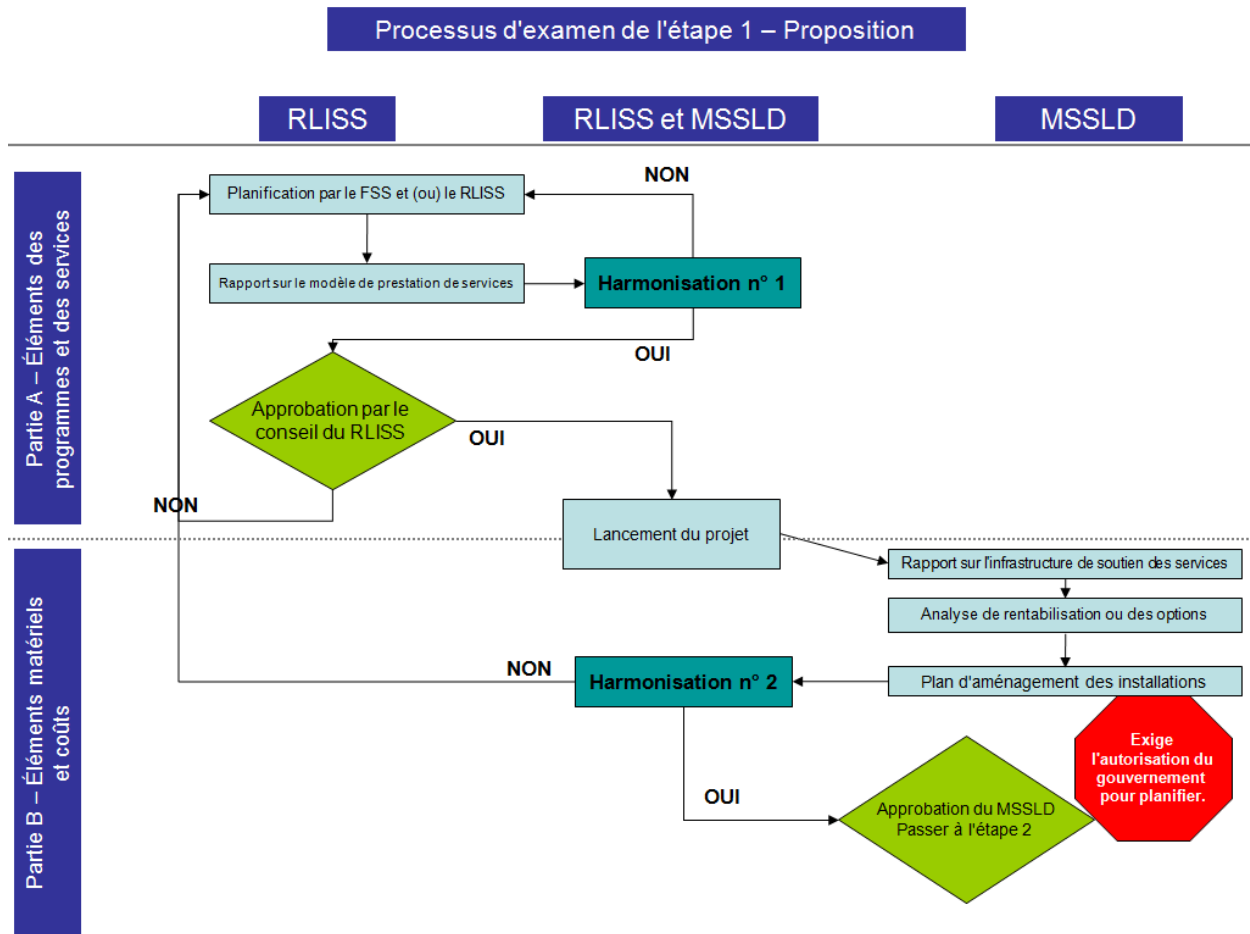 Processus d'examen de l'étape 1 – Proposition
RLISS
RLISS et MSSLD
MSSLD
Partie A – Éléments des
programmes et des services
Planification par le FSS et (ou) le RLISS
NON
Rapport sur le modèle de prestation de services
Harmonisation n° 1
OUI
Approbation par le
conseil du RLISS
OUI
NON
Lancement du projet
Partie B – Éléments matériels
et coûts
Rapport sur l'infrastructure de soutien des services
Analyse de rentabilisation ou des options
Plan d'aménagement des installations
Harmonisation n° 2
NON
OUI
Exige
l'autorisation du
gouvernement
pour planifier.
Approbation du MSSLD
Passer à l'étape 2